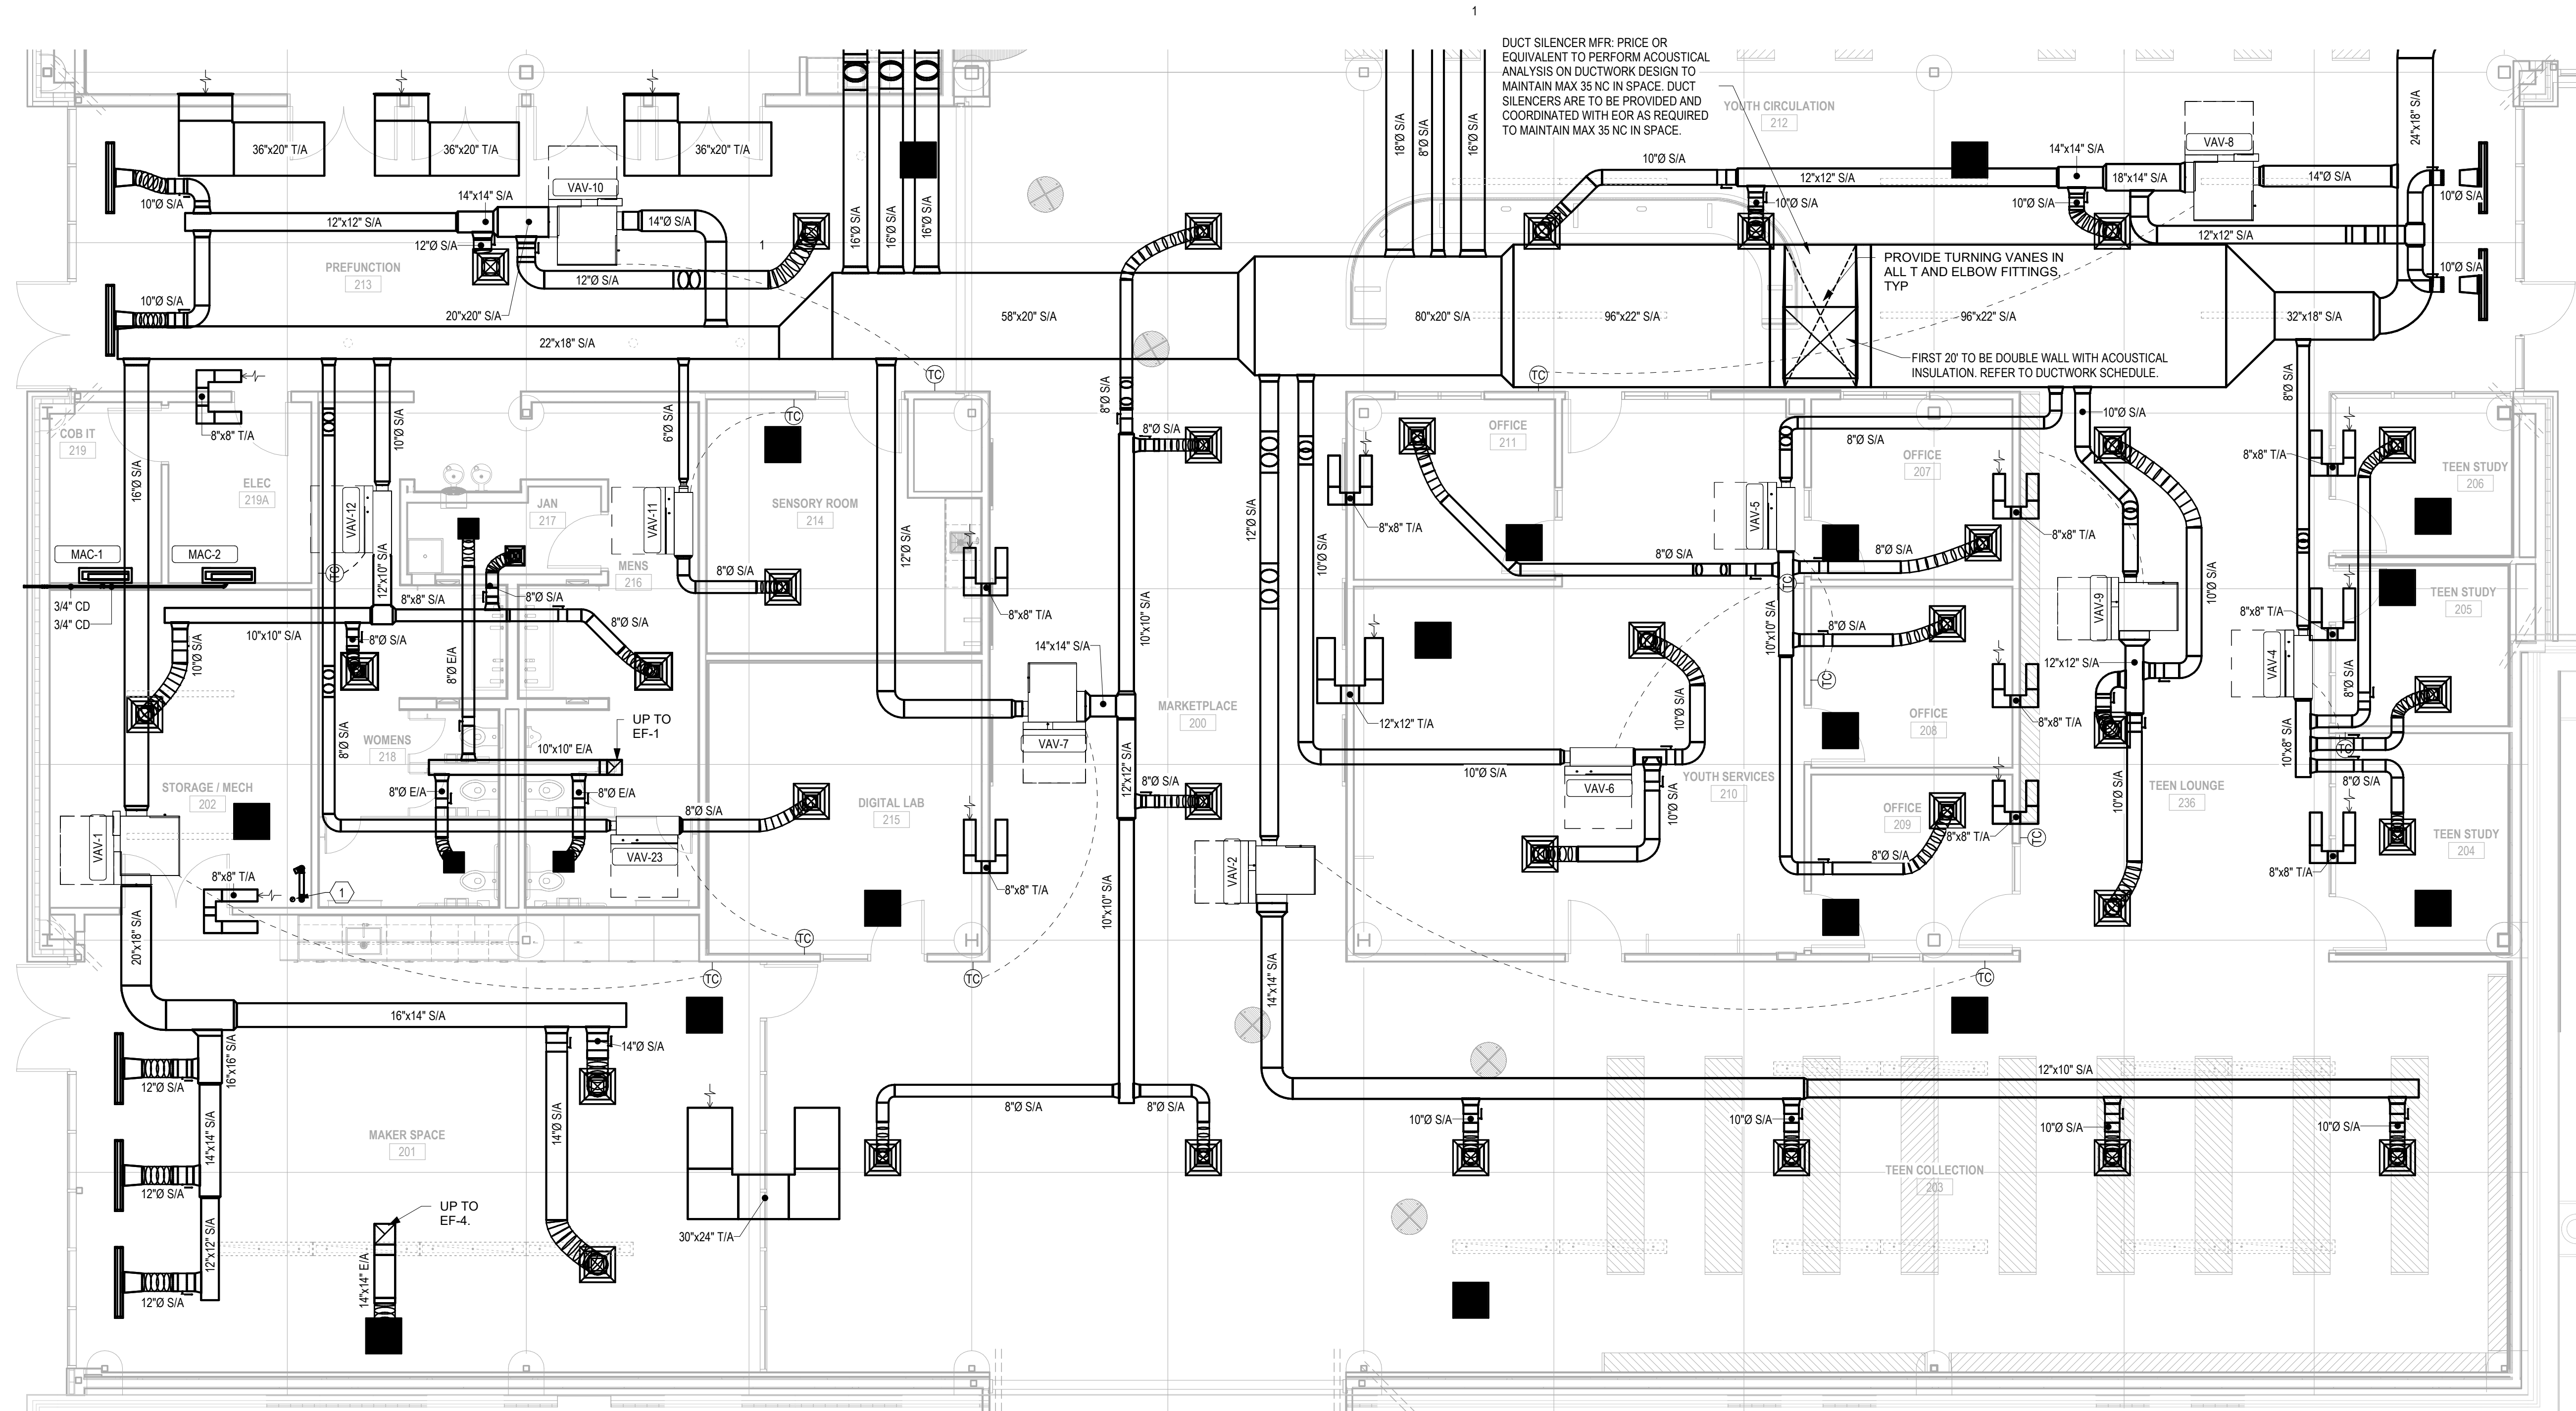 1
DUCT SILENCER MFR: PRICE OR
EQUIVALENT TO PERFORM ACOUSTICAL
ANALYSIS ON DUCTWORK DESIGN TO
MAINTAIN MAX 35 NC IN SPACE. DUCT
SILENCERS ARE TO BE PROVIDED AND
COORDINATED WITH EOR AS REQUIRED
TO MAINTAIN MAX 35 NC IN SPACE.
YOUTH CIRCULATION
212
36"x20" T/A
36"x20" T/A
36"x20" T/A
VAV-10
14"x14" S/A
14"Ø S/A
12"x12" S/A
12"Ø S/A
10"Ø S/A
10"Ø S/A
12"Ø S/A
20"x20" S/A
1
PREFUNCTION
213
16"Ø S/A
16"Ø S/A
16"Ø S/A
18"Ø S/A
8"Ø S/A
16"Ø S/A
10"Ø S/A
12"x12" S/A
10"Ø S/A
14"x14" S/A
18"x14" S/A
VAV-8
14"Ø S/A
24"x18" S/A
10"Ø S/A
10"Ø S/A
12"x12" S/A
10"Ø S/A
PROVIDE TURNING VANES IN
ALL T AND ELBOW FITTINGS,
TYP
22"x18" S/A
58"x20" S/A
80"x20" S/A
96"x22" S/A
96"x22" S/A
32"x18" S/A
FIRST 20' TO BE DOUBLE WALL WITH ACOUSTICAL
INSULATION. REFER TO DUCTWORK SCHEDULE.
TC
TC
TC
COB IT
219
8"x8" T/A
ELEC
219A
16"Ø S/A
10"Ø S/A
6"Ø S/A
VAV-12
JAN
217
VAV-11
SENSORY ROOM
214
MENS
216
MAC-1
MAC-2
3/4" CD
3/4" CD
TC
12"x10" S/A
8"x8" S/A
8"Ø S/A
8"Ø S/A
10"x10" S/A
8"Ø S/A
8"Ø S/A
10"Ø S/A
8"Ø E/A
8"Ø S/A
WOMENS
218
UP TO
EF-1
10"x10" E/A
8"Ø E/A
8"Ø E/A
8"Ø S/A
VAV-23
STORAGE / MECH
202
VAV-1
8"x8" T/A
1
20"x18" S/A
DIGITAL LAB
215
12"Ø S/A
8"x8" T/A
8"x8" T/A
14"x14" S/A
VAV-7
TC
TC
TC
8"Ø S/A
8"Ø S/A
10"x10" S/A
12"x12" S/A
8"Ø S/A
10"x10" S/A
MARKETPLACE
200
12"Ø S/A
10"Ø S/A
VAV-2
14"x14" S/A
OFFICE
211
8"x8" T/A
12"x12" T/A
8"Ø S/A
8"Ø S/A
VAV-5
OFFICE
207
8"Ø S/A
TC
8"Ø S/A
10"x10" S/A
TC
10"Ø S/A
10"Ø S/A
VAV-6
10"Ø S/A
YOUTH SERVICES
210
OFFICE
208
OFFICE
209
8"Ø S/A
8"x8" T/A
8"x8" T/A
8"x8" T/A
TC
TC
10"Ø S/A
10"Ø S/A
VAV-9
12"x12" S/A
10"Ø S/A
TEEN LOUNGE
236
8"Ø S/A
8"x8" T/A
8"x8" T/A
VAV-4
8"Ø S/A
10"x8" S/A
TC
8"Ø S/A
8"x8" T/A
TEEN STUDY
206
TEEN STUDY
205
TEEN STUDY
204
16"x14" S/A
14"Ø S/A
14"Ø S/A
16"x16" S/A
12"Ø S/A
14"x14" S/A
12"Ø S/A
12"x12" S/A
12"Ø S/A
MAKER SPACE
201
UP TO
EF-4.
14"x14" E/A
30"x24" T/A
8"Ø S/A
8"Ø S/A
12"x10" S/A
10"Ø S/A
10"Ø S/A
10"Ø S/A
10"Ø S/A
TEEN COLLECTION
203